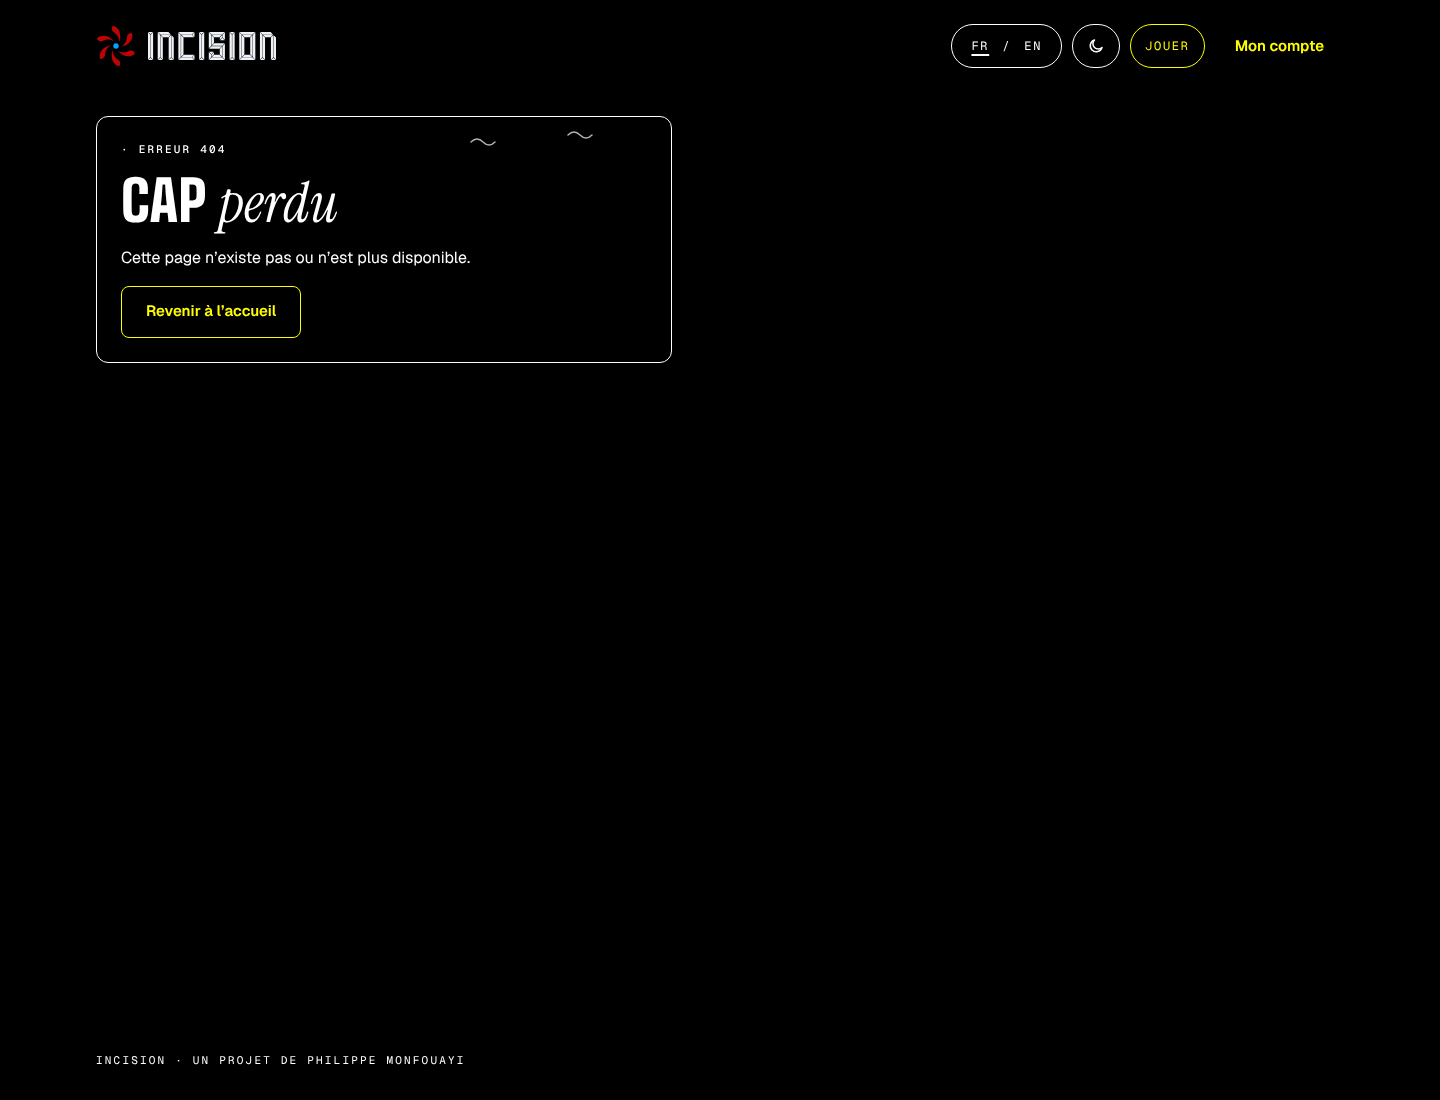 INCISION
FR / EN
JOUER
Mon compte
· ERREUR 404
CAP perdu
Cette page n’existe pas ou n’est plus disponible.
Revenir à l’accueil
INCISION · UN PROJET DE PHILIPPE MONFOUAYI